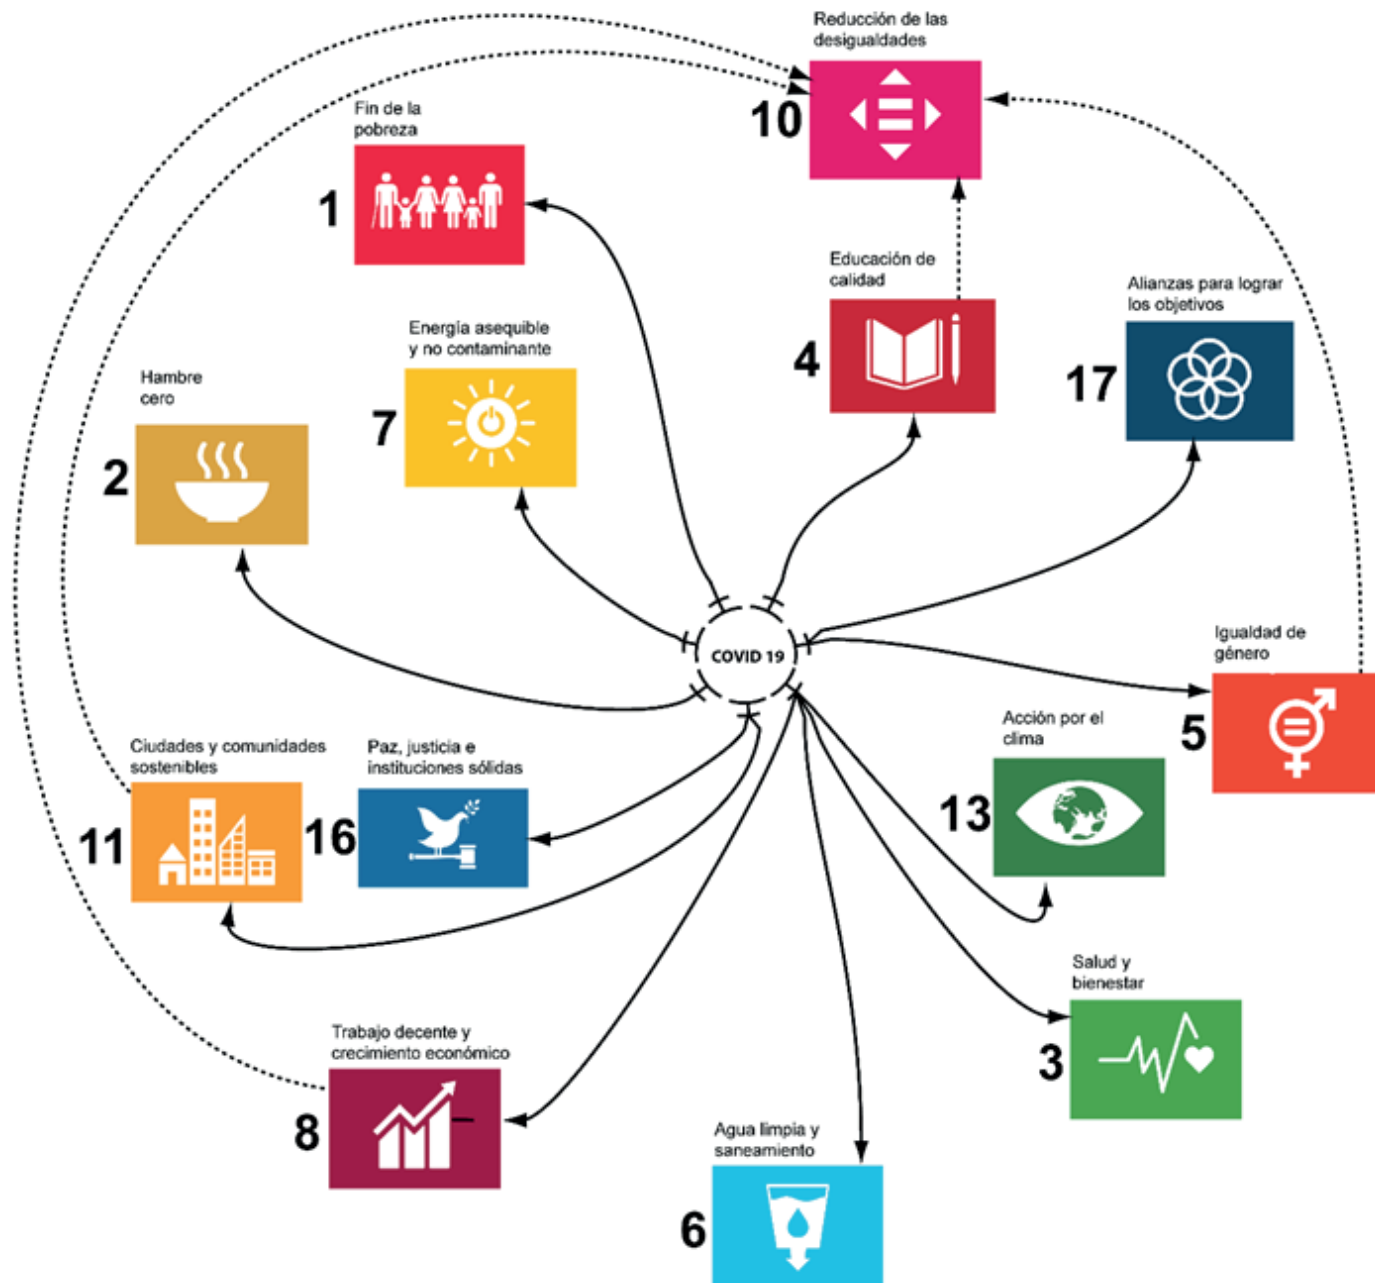 Reducción de las
desigualdades
10
Fin de la
pobreza
1
Educación de
calidad
4
Alianzas para lograr
los objetivos
17
Energía asequible
y no contaminante
7
Hambre
cero
2
COVID 19
Igualdad de
género
5
Acción por el
clima
13
Ciudades y comunidades
sostenibles
11
Paz, justicia e
instituciones sólidas
16
Salud y
bienestar
3
Trabajo decente y
crecimiento económico
8
Agua limpia y
saneamiento
6